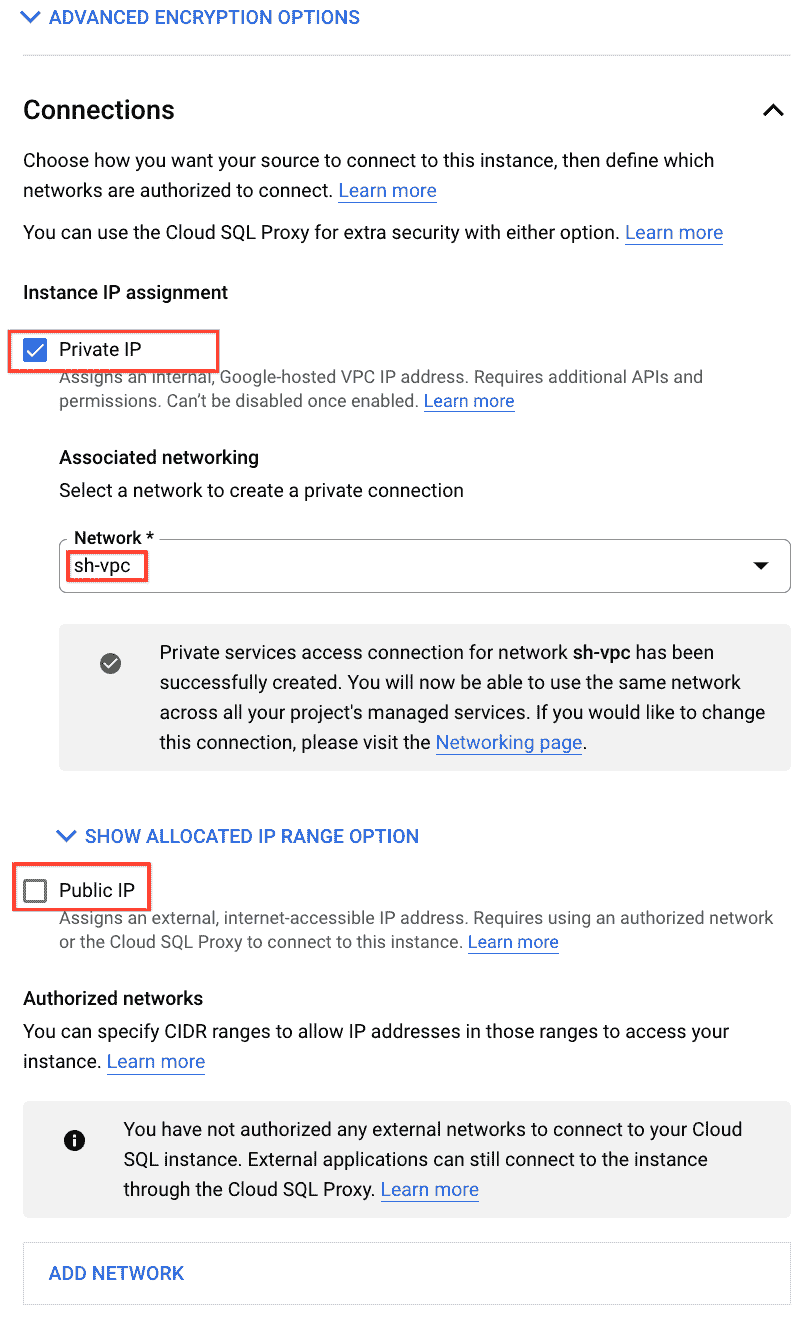 ADVANCED ENCRYPTION OPTIONS
Connections
Choose how you want your source to connect to this instance, then define which
networks are authorized to connect. Learn more
You can use the Cloud SQL Proxy for extra security with either option. Learn more
Instance IP assignment
Private IP
Assigns an internal, Google-hosted VPC IP address. Requires additional APIs and
permissions. Can’t be disabled once enabled. Learn more
Associated networking
Select a network to create a private connection
Network *
sh-vpc
Private services access connection for network sh-vpc has been
successfully created. You will now be able to use the same network
across all your project's managed services. If you would like to change
this connection, please visit the Networking page.
SHOW ALLOCATED IP RANGE OPTION
Public IP
Assigns an external, internet-accessible IP address. Requires using an authorized network
or the Cloud SQL Proxy to connect to this instance. Learn more
Authorized networks
You can specify CIDR ranges to allow IP addresses in those ranges to access your
instance. Learn more
You have not authorized any external networks to connect to your Cloud
SQL instance. External applications can still connect to the instance
through the Cloud SQL Proxy. Learn more
ADD NETWORK